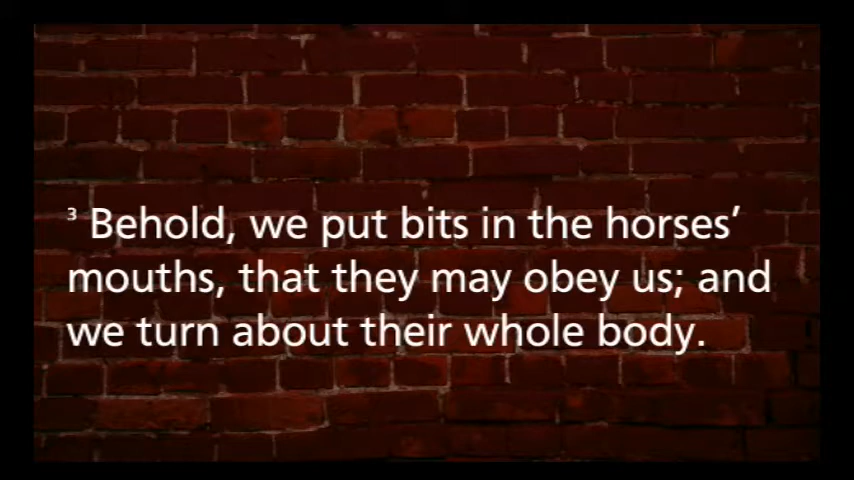 ³ Behold, we put bits in the horses’
mouths, that they may obey us; and
we turn about their whole body.